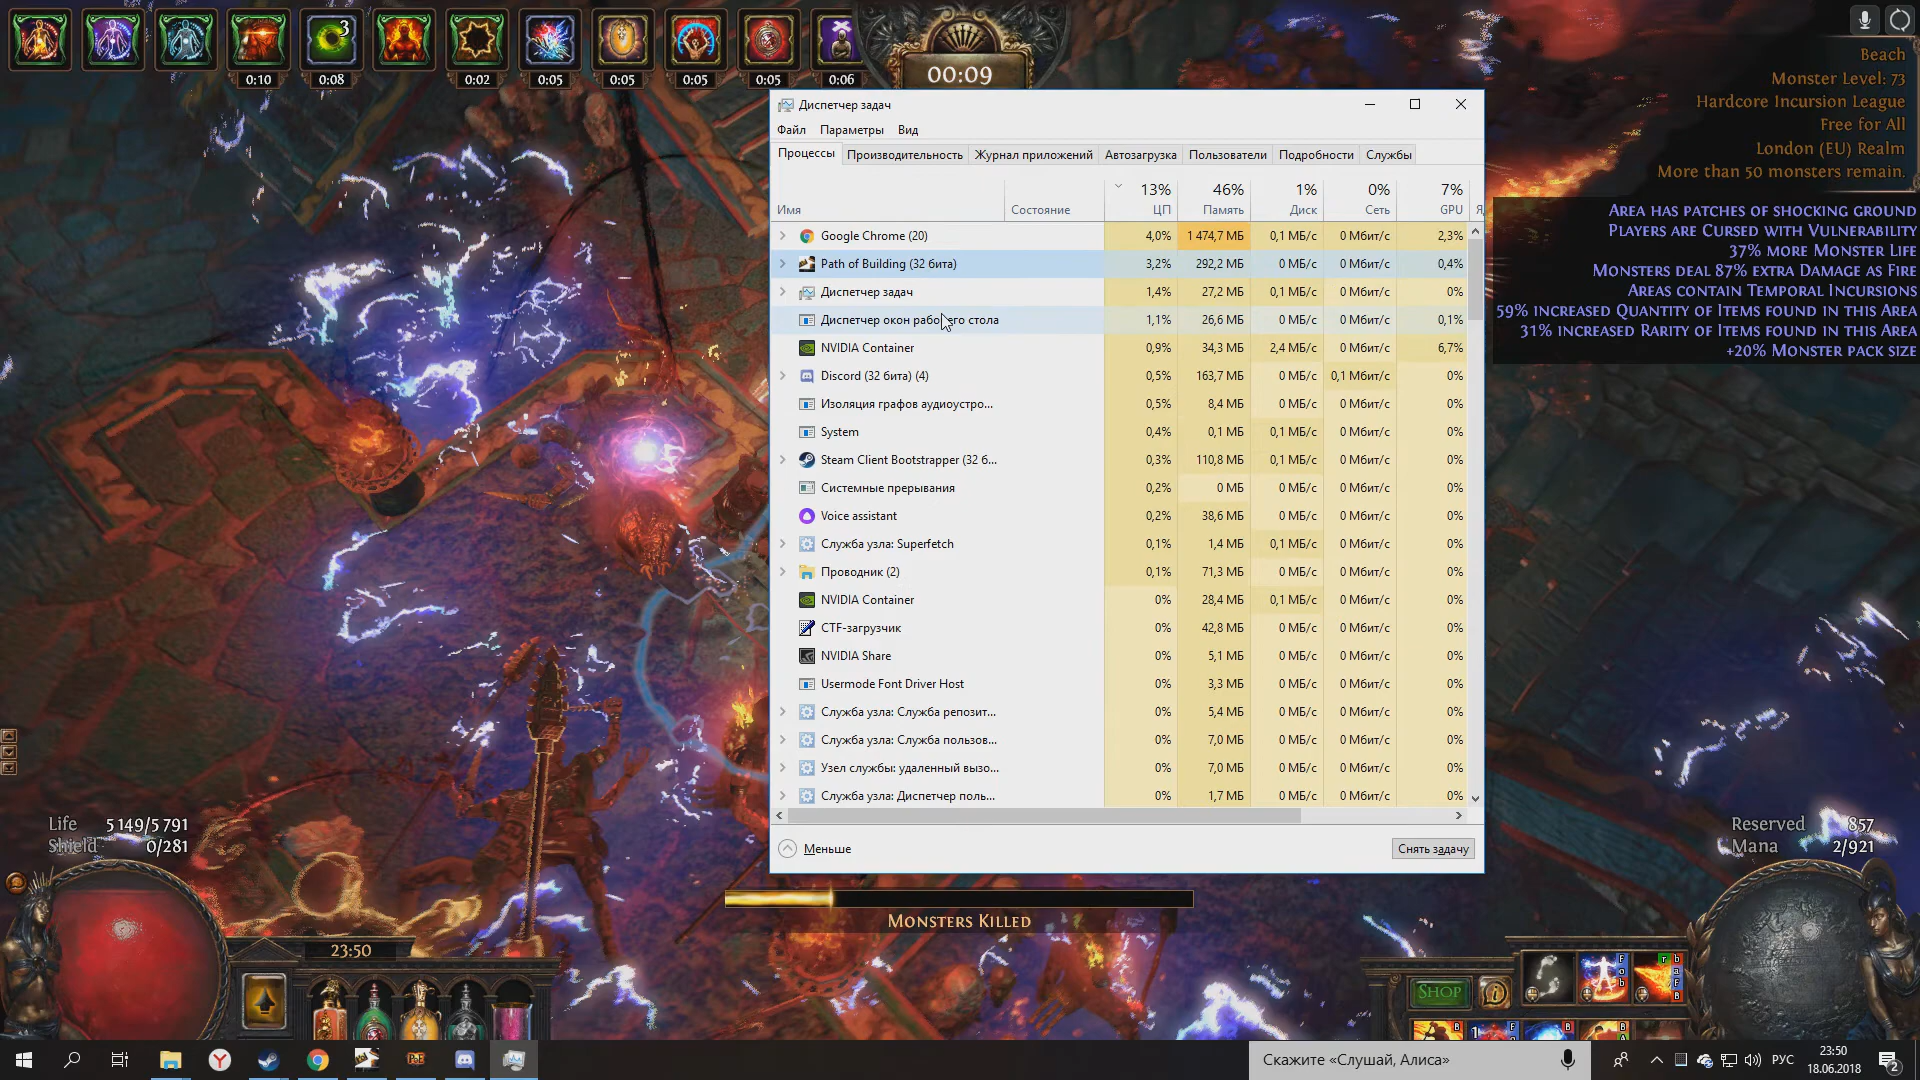 3
0:10
0:08
0:02
0:05
0:05
0:05
0:05
0:06
00:09
Beach
Monster Level: 73
Hardcore Incursion League
Free for All
London (EU) Realm
More than 50 monsters remain.
Area has patches of shocking ground
Players are Cursed with Vulnerability
37% more Monster Life
Monsters deal 87% extra Damage as Fire
Areas contain Temporal Incursions
59% increased Quantity of Items found in this Area
31% increased Rarity of Items found in this Area
+20% Monster pack size
Диспетчер задач
Файл Параметры Вид
Процессы Производительность Журнал приложений Автозагрузка Пользователи Подробности Службы
13% 46% 1% 0% 7%
Имя Состояние ЦП Память Диск Сеть GPU Я
Google Chrome (20) 4,0% 1 474,7 МБ 0,1 МБ/с 0 Мбит/с 2,3%
Path of Building (32 бита) 3,2% 292,2 МБ 0 МБ/с 0 Мбит/с 0,4%
Диспетчер задач 1,4% 27,2 МБ 0,1 МБ/с 0 Мбит/с 0%
Диспетчер окон рабочего стола 1,1% 26,6 МБ 0 МБ/с 0 Мбит/с 0,1%
NVIDIA Container 0,9% 34,3 МБ 2,4 МБ/с 0 Мбит/с 6,7%
Discord (32 бита) (4) 0,5% 163,7 МБ 0 МБ/с 0,1 Мбит/с 0%
Изоляция графов аудиоустро... 0,5% 8,4 МБ 0 МБ/с 0 Мбит/с 0%
System 0,4% 0,1 МБ 0,1 МБ/с 0 Мбит/с 0%
Steam Client Bootstrapper (32 б... 0,3% 110,8 МБ 0,1 МБ/с 0 Мбит/с 0%
Системные прерывания 0,2% 0 МБ 0 МБ/с 0 Мбит/с 0%
Voice assistant 0,2% 38,6 МБ 0 МБ/с 0 Мбит/с 0%
Служба узла: Superfetch 0,1% 1,4 МБ 0,1 МБ/с 0 Мбит/с 0%
Проводник (2) 0,1% 71,3 МБ 0 МБ/с 0 Мбит/с 0%
NVIDIA Container 0% 28,4 МБ 0,1 МБ/с 0 Мбит/с 0%
CTF-загрузчик 0% 42,8 МБ 0 МБ/с 0 Мбит/с 0%
NVIDIA Share 0% 5,1 МБ 0 МБ/с 0 Мбит/с 0%
Usermode Font Driver Host 0% 3,3 МБ 0 МБ/с 0 Мбит/с 0%
Служба узла: Служба репозит... 0% 5,4 МБ 0 МБ/с 0 Мбит/с 0%
Служба узла: Служба пользов... 0% 7,0 МБ 0 МБ/с 0 Мбит/с 0%
Узел службы: удаленный вызо... 0% 7,0 МБ 0 МБ/с 0 Мбит/с 0%
Служба узла: Диспетчер поль... 0% 1,7 МБ 0 МБ/с 0 Мбит/с 0%
Меньше Снять задачу
Life 5 149/5 791
Shield 0/281
Reserved 857
Mana 2/921
Monsters Killed
23:50
Shop
Скажите «Слушай, Алиса»
РУС
23:50
18.06.2018
2